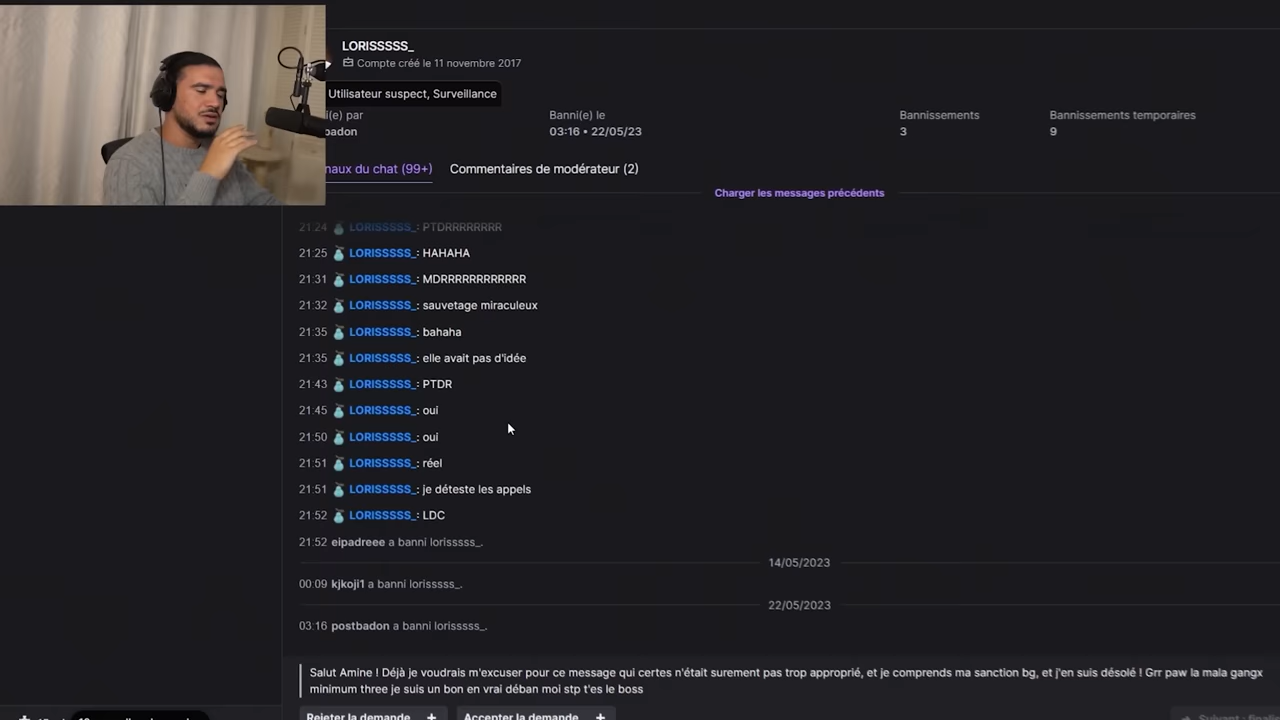 LORISSSSS_
Compte créé le 11 novembre 2017
Utilisateur suspect, Surveillance
par
Banni(e) le
Bannissements
Bannissements temporaires
03:16 • 22/05/23
3
9
Commentaires de modérateur (2)
du chat (99+)
Charger les messages précédents
21:24 LORISSSSS_: PTDRRRRRRRR
21:25 LORISSSSS_: HAHAHA
21:31 LORISSSSS_: MDRRRRRRRRRRRR
21:32 LORISSSSS_: sauvetage miraculeux
21:35 LORISSSSS_: bahaha
21:35 LORISSSSS_: elle avait pas d'idée
21:43 LORISSSSS_: PTDR
21:45 LORISSSSS_: oui
21:50 LORISSSSS_: oui
21:51 LORISSSSS_: réel
21:51 LORISSSSS_: je déteste les appels
21:52 LORISSSSS_: LDC
21:52 eipadreee a banni lorisssss_.
14/05/2023
00:09 kjkoji1 a banni lorisssss_.
22/05/2023
03:16 postbadon a banni lorisssss_.
Salut Amine ! Déjà je voudrais m'excuser pour ce message qui certes n'était surement pas trop approprié, et je comprends ma sanction bg, et j'en suis désolé ! Grr paw la mala gangx
minimum three je suis un bon en vrai déban moi stp t'es le boss
Rejeter la demande
Accepter la demande